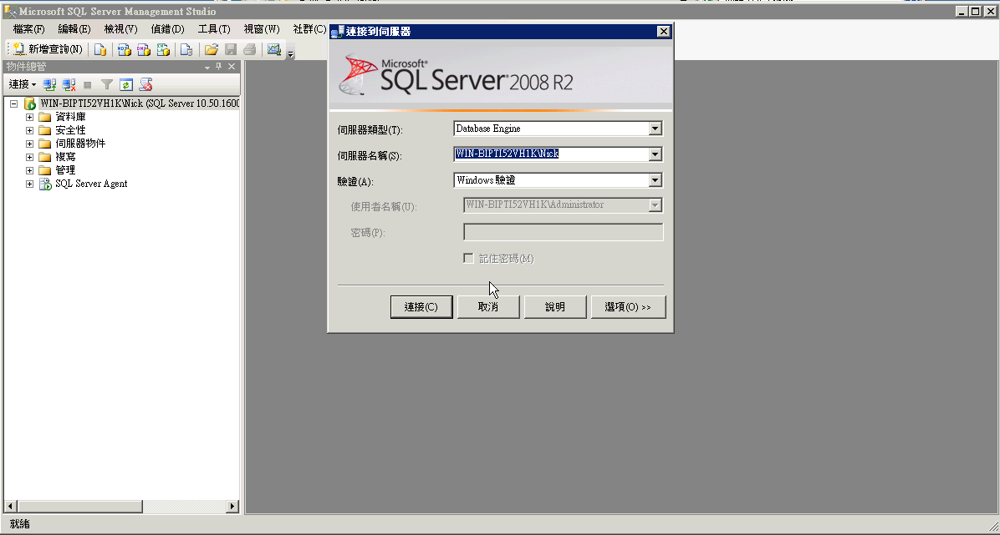 Microsoft SQL Server Management Studio
檔案(F) 編輯(E) 檢視(V) 偵錯(D) 工具(T) 視窗(W) 社群(C)
新增查詢(N)
物件總管
連接
WIN-BIPTI52VH1K\Nick (SQL Server 10.50.1600
資料庫
安全性
伺服器物件
複寫
管理
SQL Server Agent
就緒
連接到伺服器
Microsoft®
SQL Server® 2008 R2
伺服器類型(T): Database Engine
伺服器名稱(S): WIN-BIPTI52VH1K\Nick
驗證(A): Windows 驗證
使用者名稱(U): WIN-BIPTI52VH1K\Administrator
密碼(P):
記住密碼(M)
連接(C) 取消 說明 選項(O) >>